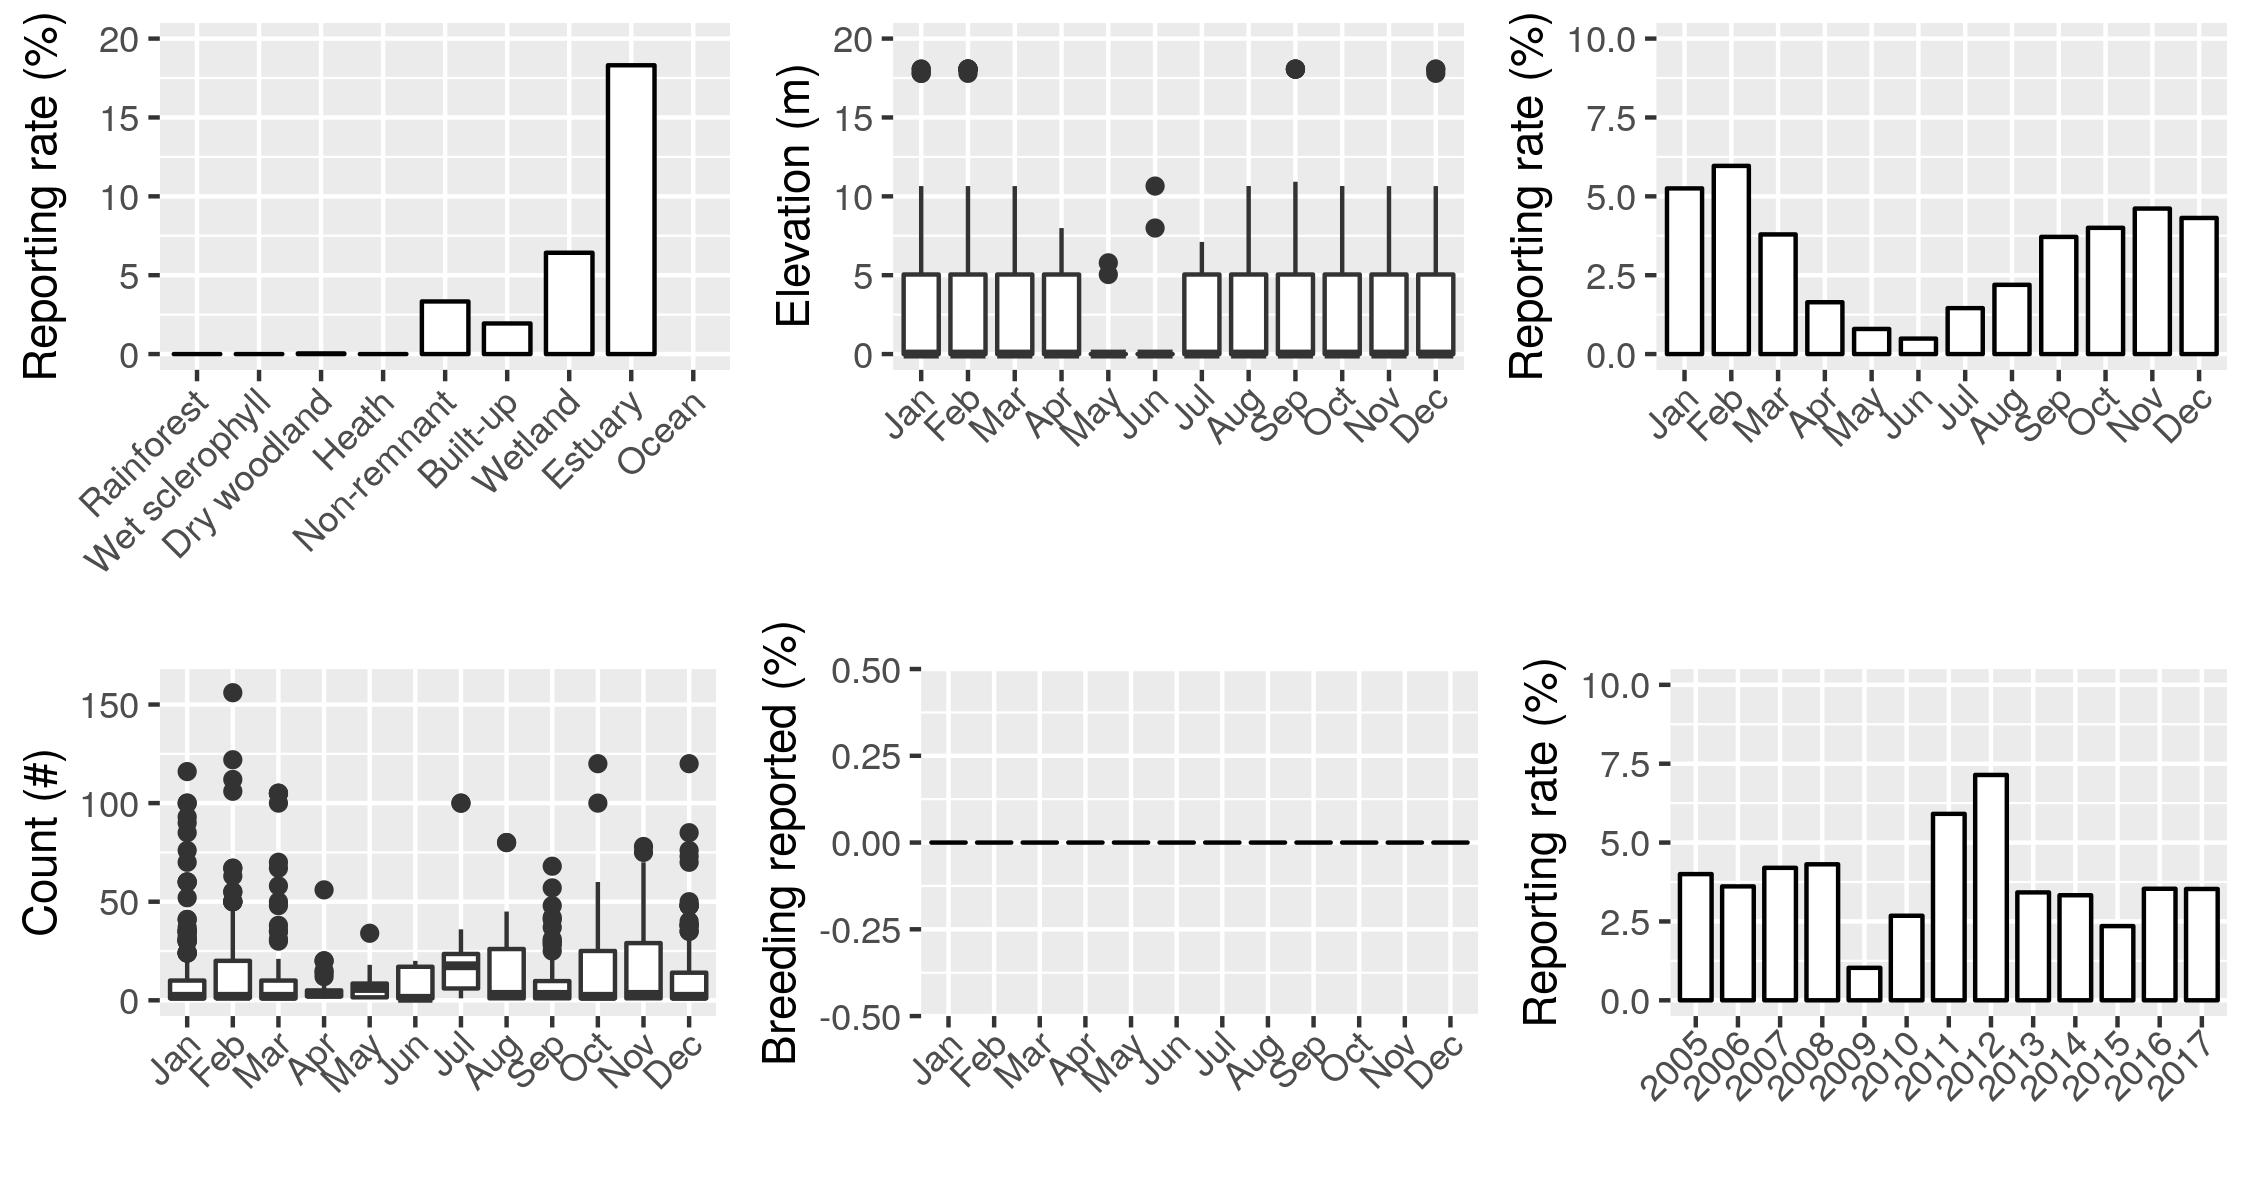 Reporting rate (%)
20
15
10
5
0
Rainforest
Wet sclerophyll
Dry woodland
Heath
Non-remnant
Built-up
Wetland
Estuary
Ocean
Elevation (m)
20
15
10
5
0
Jan
Feb
Mar
Apr
May
Jun
Jul
Aug
Sep
Oct
Nov
Dec
Reporting rate (%)
10.0
7.5
5.0
2.5
0.0
Jan
Feb
Mar
Apr
May
Jun
Jul
Aug
Sep
Oct
Nov
Dec
Count (#)
150
100
50
0
Jan
Feb
Mar
Apr
May
Jun
Jul
Aug
Sep
Oct
Nov
Dec
Breeding reported (%)
0.50
0.25
0.00
-0.25
-0.50
Jan
Feb
Mar
Apr
May
Jun
Jul
Aug
Sep
Oct
Nov
Dec
Reporting rate (%)
10.0
7.5
5.0
2.5
0.0
2005
2006
2007
2008
2009
2010
2011
2012
2013
2014
2015
2016
2017